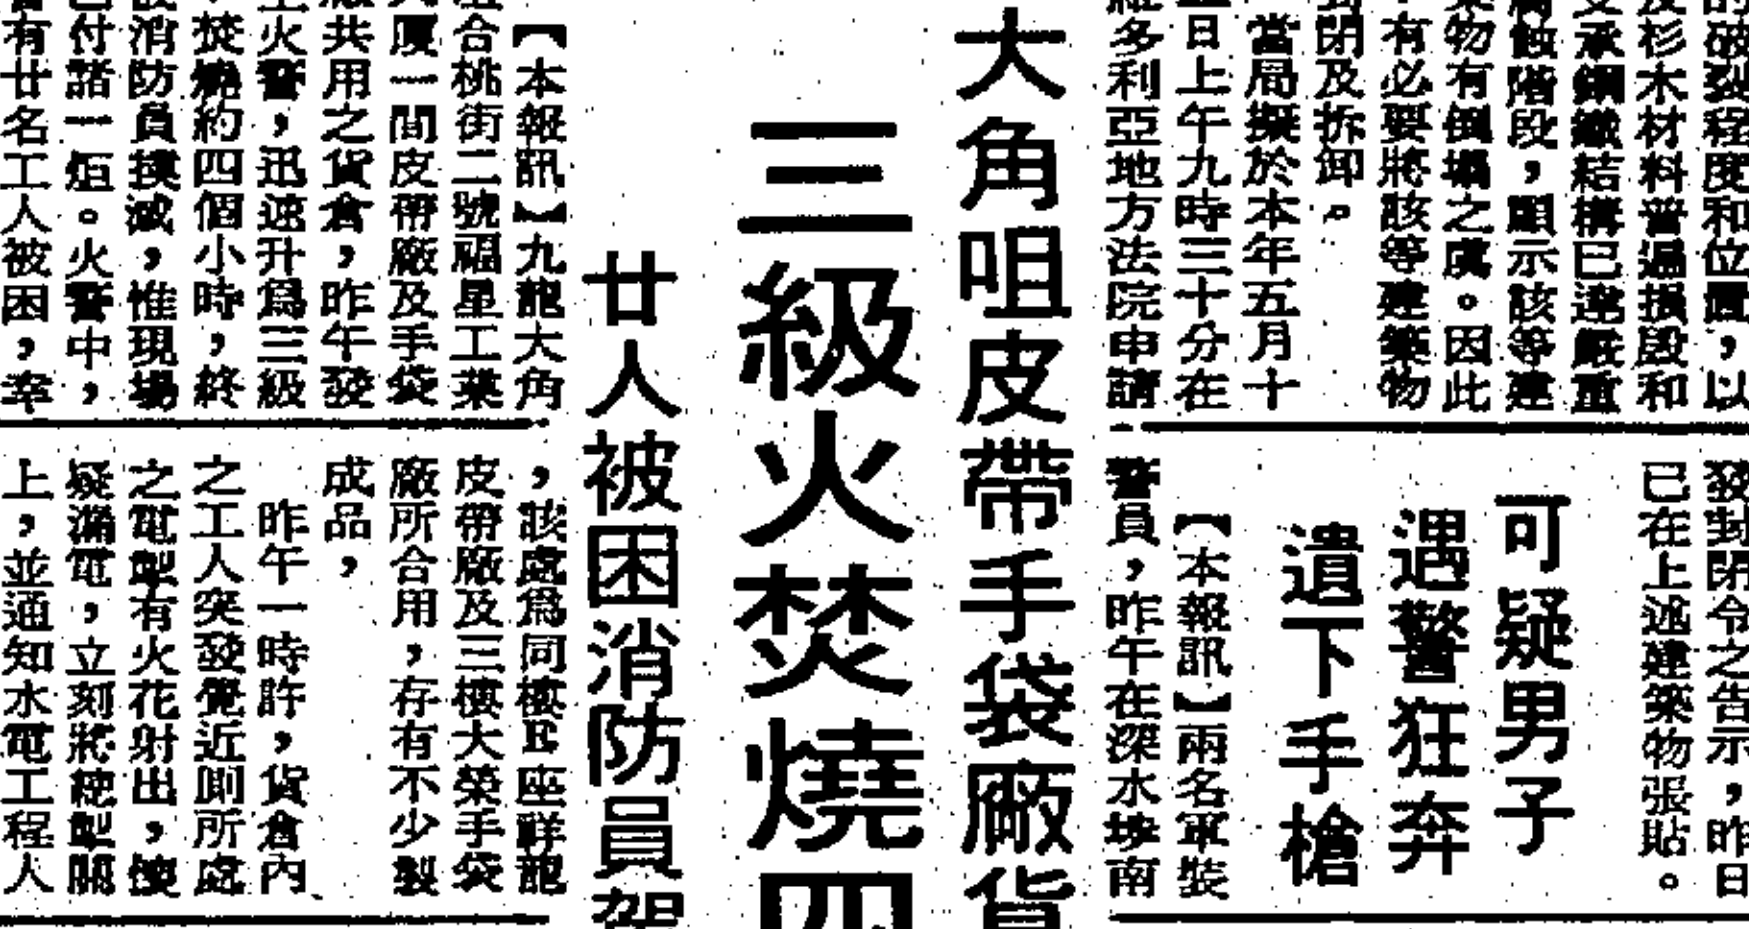 的破裂程度和位置，以
及杉木材料普遍損毀和
支承鋼鐵結構已達嚴重
腐蝕階段，顯示該等建
築物有倒塌之虞。因此
，有必要將該等建築物
封閉及拆卸。
當局擬於本年五月十
日上午九時三十分在
維多利亞地方法院申請
發封閉令之告示，昨日
已在上述建築物張貼。
可疑男子
遇警狂奔
遺下手槍
【本報訊】兩名軍裝
警員，昨午在深水埗南
大角咀皮帶手袋廠貨
三級火焚燒四
廿人被困消防員
【本報訊】九龍大角
咀合桃街二號福星工業
大厦一間皮帶廠及手袋
廠共用之貨倉，昨午發
生火警，迅速升爲三級
，焚燒約四個小時，終
被消防員撲滅，惟現場
已付諸一炬。火警中，
有廿名工人被困，幸
，該處爲同樓E座祥龍
皮帶廠及三樓大榮手袋
廠所合用，存有不少製
成品，
昨午一時許，貨倉內
之工人突發覺近厠所處
之電掣有火花射出，懷
疑漏電，立刻將總掣關
上，並通知水電工程人